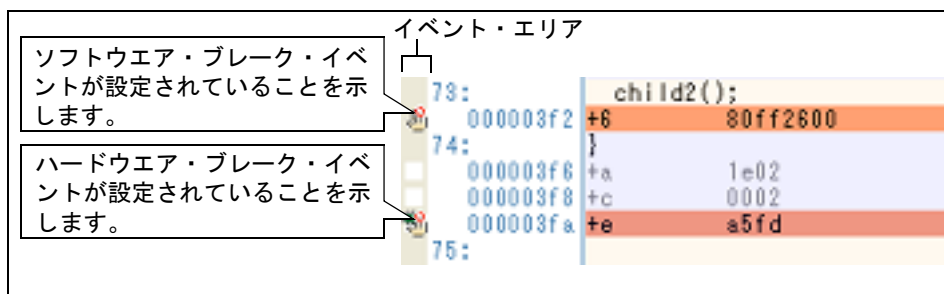 イベント・エリア
ソフトウエア・ブレーク・イベ
ントが設定されていることを示
します。
ハードウエア・ブレーク・イベ
ントが設定されていることを示
します。
73: child2();
000003f2 +6 80ff2600
74: }
000003f6 +a 1e02
000003f8 +c 0002
000003fa +e a5fd
75: